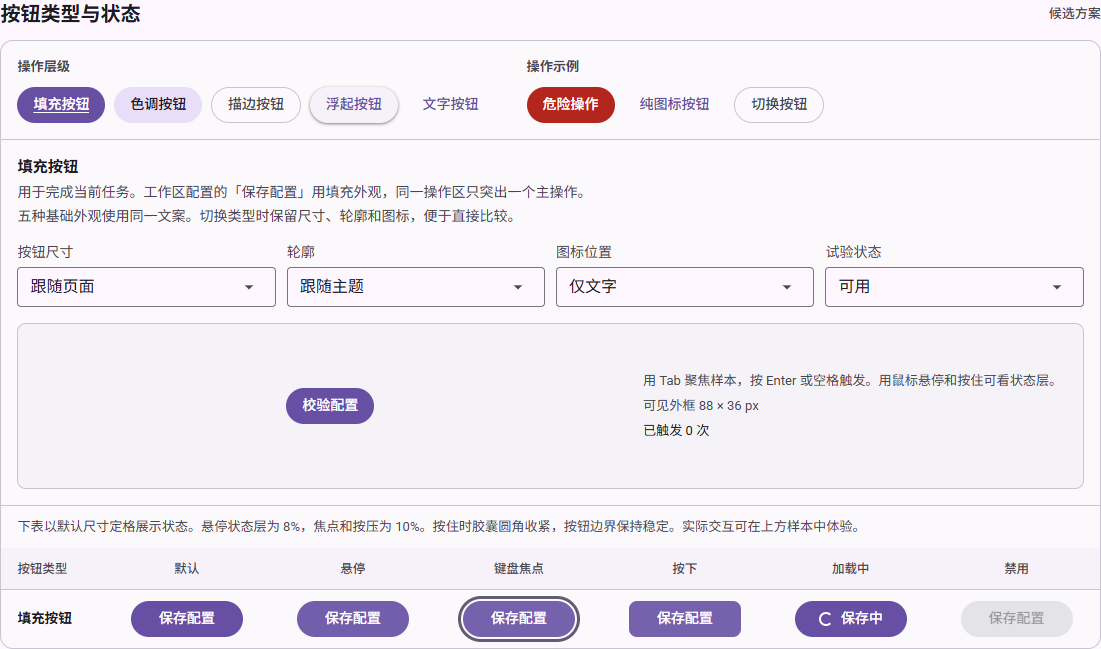 按钮类型与状态
候选方案
操作层级
操作示例
填充按钮 色调按钮 描边按钮 浮起按钮 文字按钮 危险操作 纯图标按钮 切换按钮
填充按钮
用于完成当前任务。工作区配置的「保存配置」用填充外观，同一操作区只突出一个主操作。
五种基础外观使用同一文案。切换类型时保留尺寸、轮廓和图标，便于直接比较。
按钮尺寸 轮廓 图标位置 试验状态
跟随页面 跟随主题 仅文字 可用
校验配置
用 Tab 聚焦样本，按 Enter 或空格触发。用鼠标悬停和按住可看状态层。
可见外框 88 × 36 px
已触发 0 次
下表以默认尺寸定格展示状态。悬停状态层为 8%，焦点和按压为 10%。按住时胶囊圆角收紧，按钮边界保持稳定。实际交互可在上方样本中体验。
按钮类型 默认 悬停 键盘焦点 按下 加载中 禁用
填充按钮 保存配置 保存配置 保存配置 保存配置 保存中 保存配置